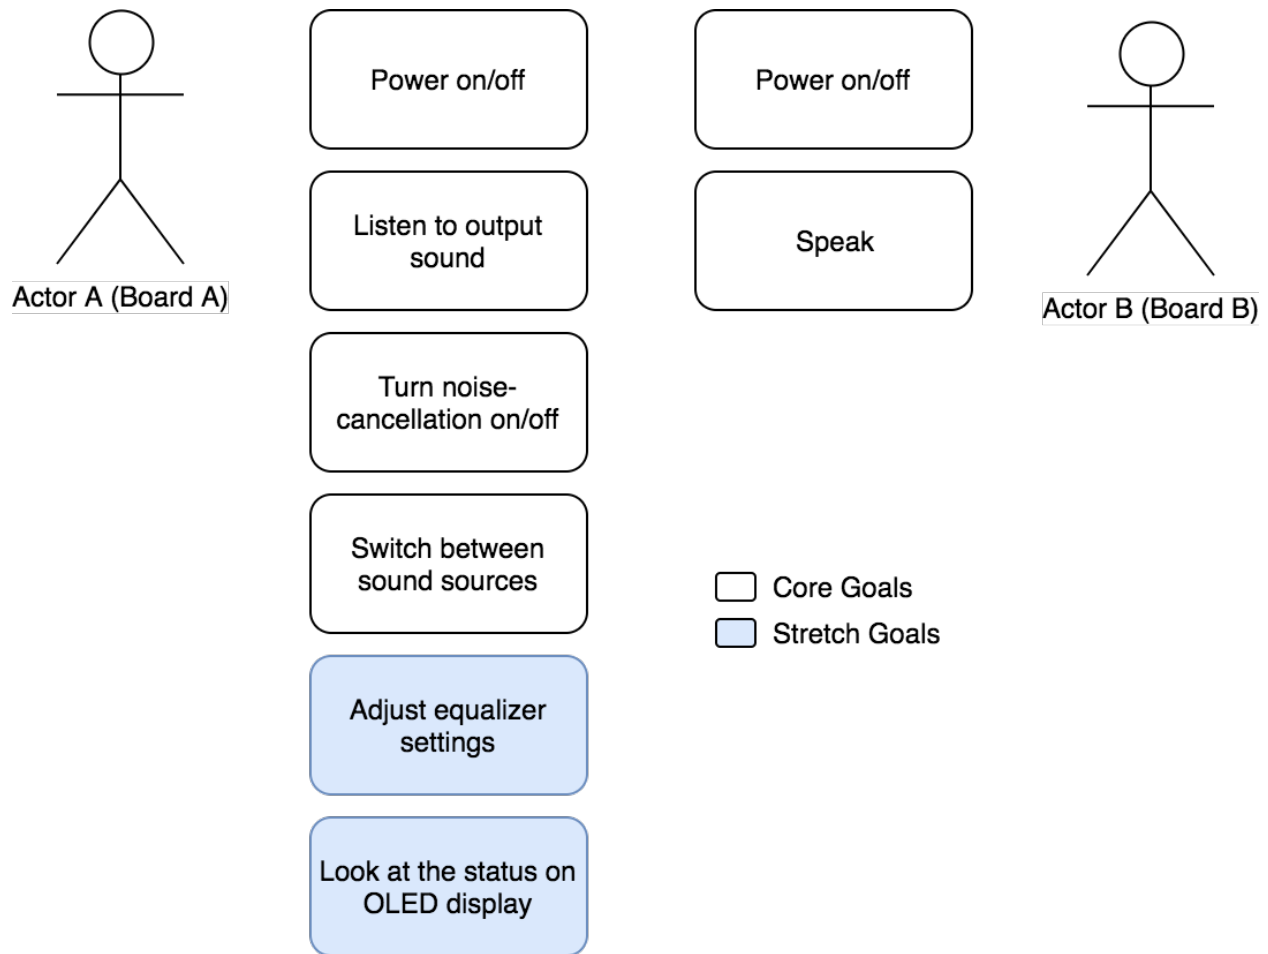 Actor A (Board A)
Power on/off
Listen to output
sound
Turn noise-
cancellation on/off
Switch between
sound sources
Adjust equalizer
settings
Look at the status on
OLED display
Power on/off
Speak
Actor B (Board B)
Core Goals
Stretch Goals